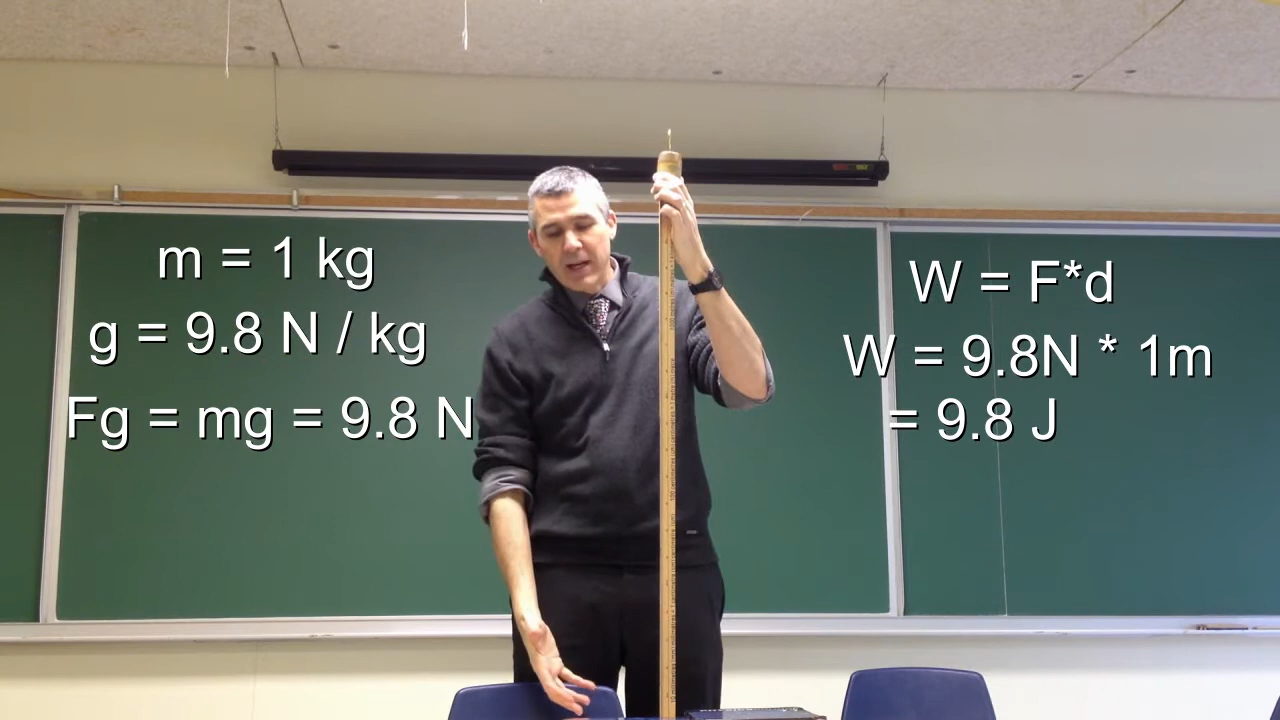 m = 1 kg
g = 9.8 N / kg
Fg = mg = 9.8 N
W = F*d
W = 9.8N * 1m
= 9.8 J